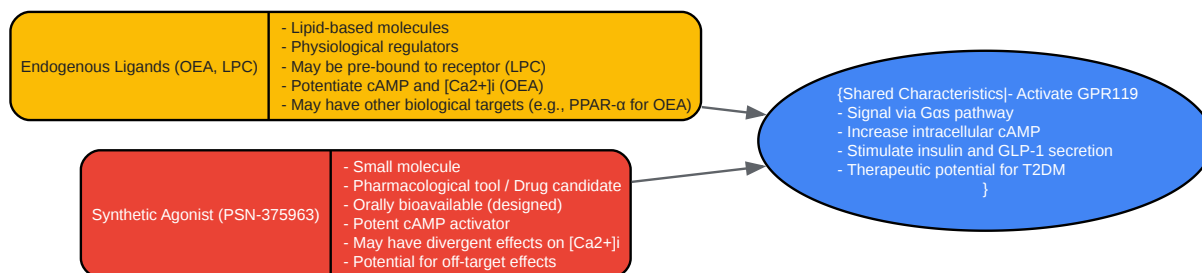 Endogenous Ligands (OEA, LPC)
- Lipid-based molecules
- Physiological regulators
- May be pre-bound to receptor (LPC)
- Potentiate cAMP and [Ca2+]i (OEA)
- May have other biological targets (e.g., PPAR-α for OEA)
Synthetic Agonist (PSN-375963)
- Small molecule
- Pharmacological tool / Drug candidate
- Orally bioavailable (designed)
- Potent cAMP activator
- May have divergent effects on [Ca2+]i
- Potential for off-target effects
{Shared Characteristics|- Activate GPR119
- Signal via Gαs pathway
- Increase intracellular cAMP
- Stimulate insulin and GLP-1 secretion
- Therapeutic potential for T2DM
}